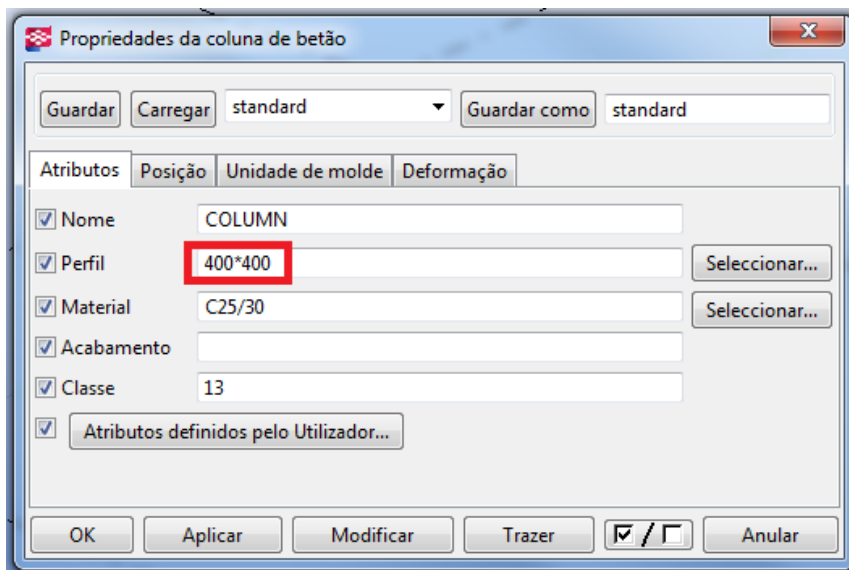 Propriedades da coluna de betão
Guardar Carregar standard Guardar como standard
Atributos Posição Unidade de molde Deformação
Nome COLUMN
Perfil 400*400 Seleccionar...
Material C25/30 Seleccionar...
Acabamento
Classe 13
Atributos definidos pelo Utilizador...
OK Aplicar Modificar Trazer / Anular